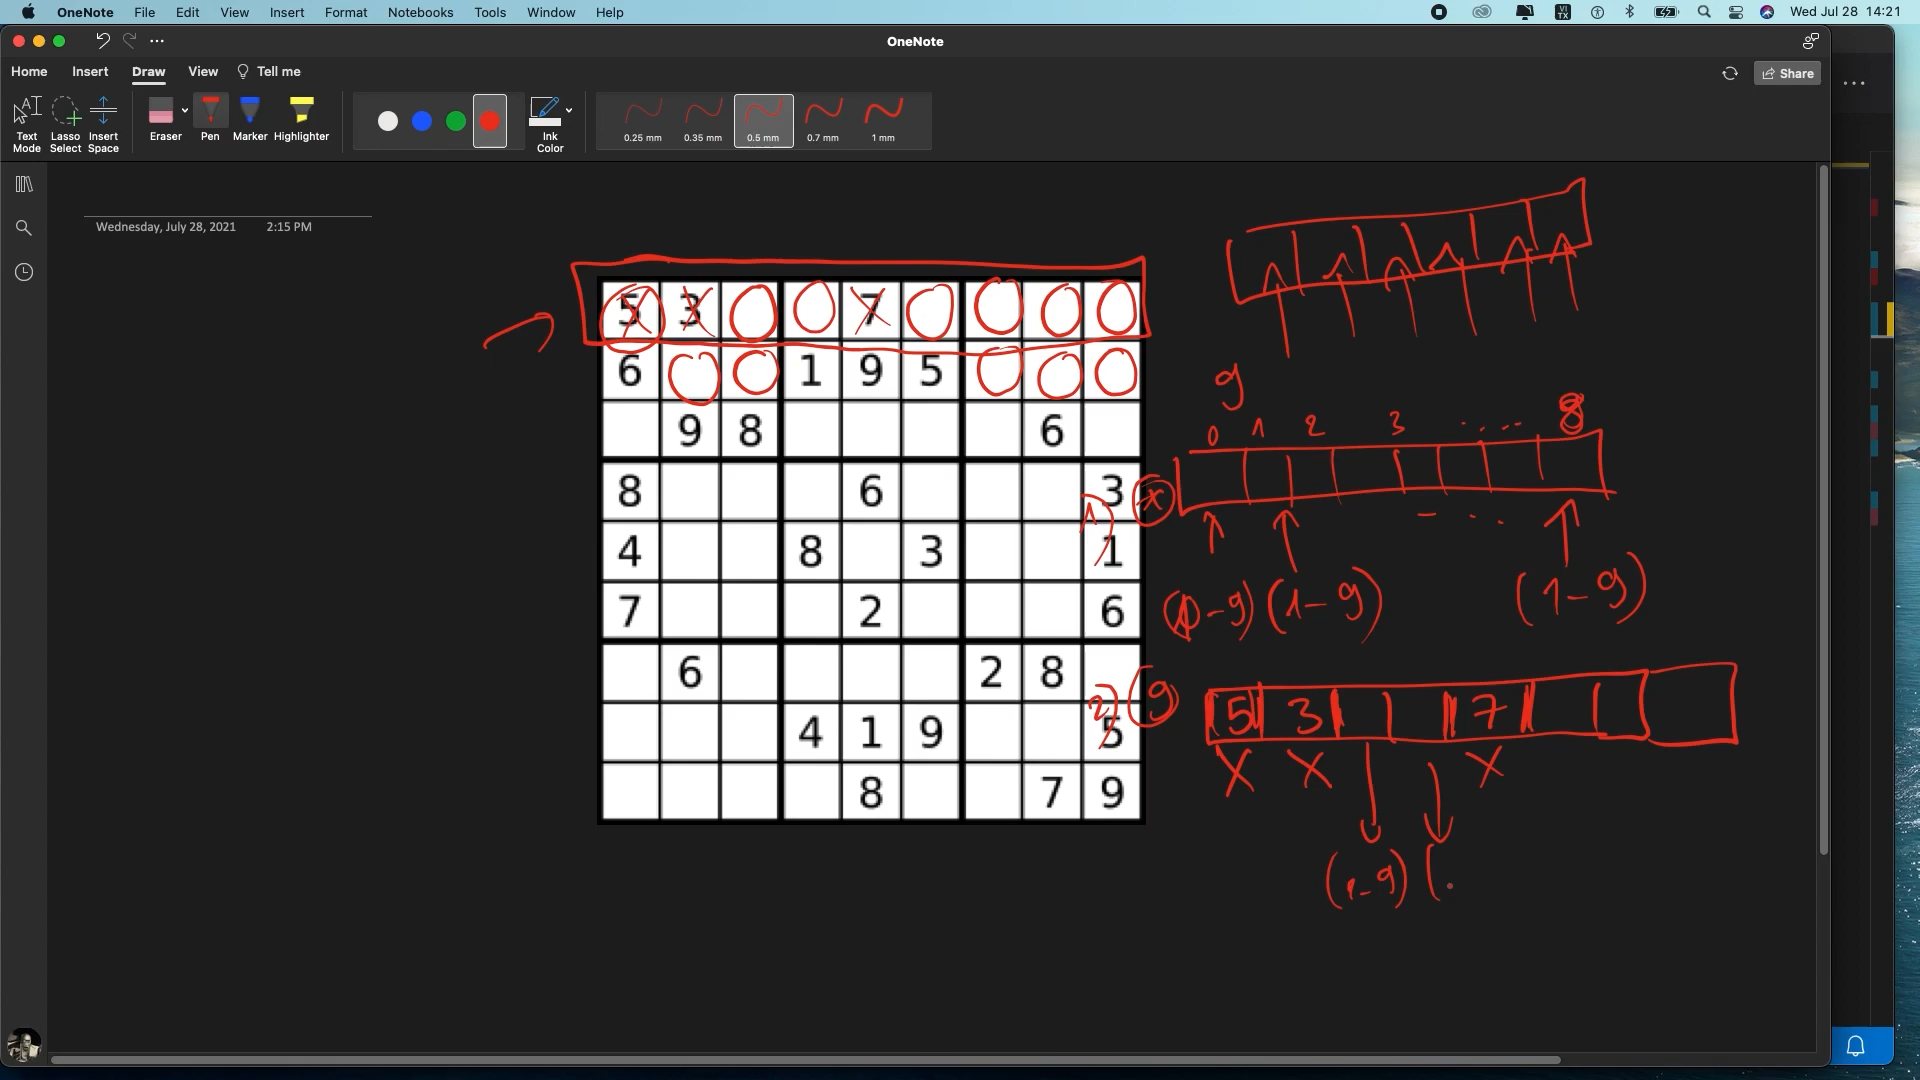 OneNote File Edit View Insert Format Notebooks Tools Window Help
VI TX
Wed Jul 28 14:21
OneNote
Home Insert Draw View Tell me
Share
Text Mode
Lasso Select
Insert Space
Eraser
Pen
Marker
Highlighter
Ink Color
0.25 mm
0.35 mm
0.5 mm
0.7 mm
1 mm
Wednesday, July 28, 2021 2:15 PM
5 3 7
6 1 9 5
9 8 6
8 6 3
4 8 3 1
7 2 6
6 2 8
4 1 9 5
8 7 9
9
0 1 2 3 ...... 8
1) *
(1-9) (1-9) (1-9)
2) 9
5 3 7
X X X
(1-9) (